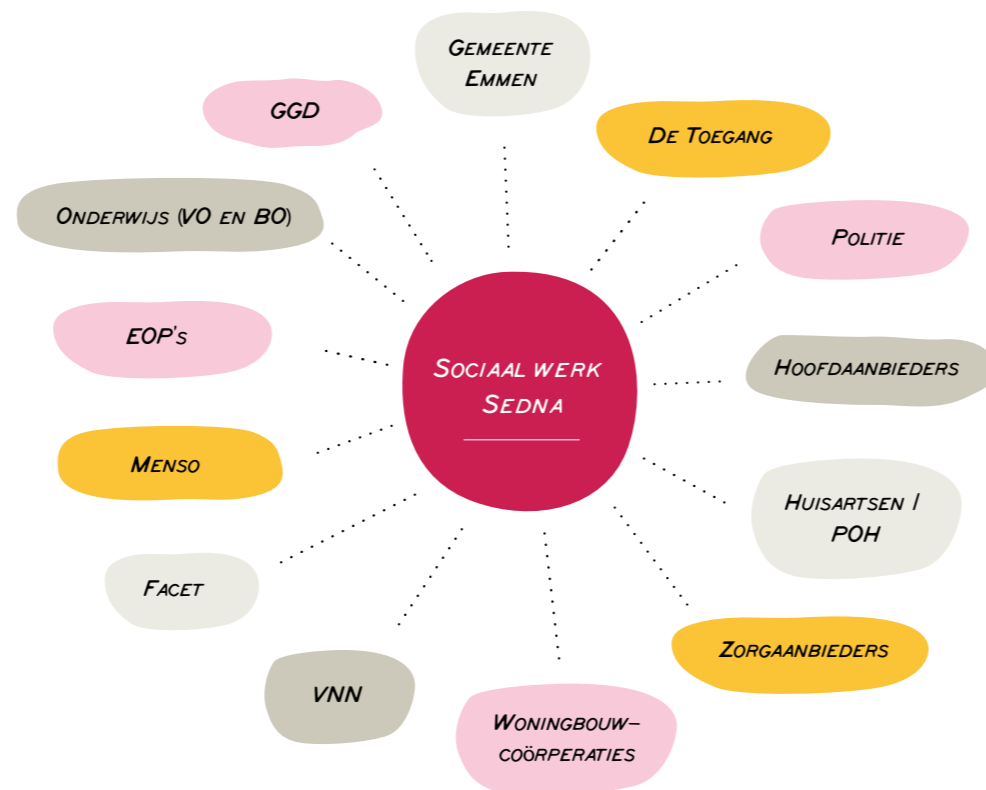 Gemeente
Emmen
GGD
De Toegang
Onderwijs (VO en BO)
Politie
EOP's
Sociaal werk
Sedna
Hoofdaanbieders
Menso
Huisartsen /
POH
Facet
Zorgaanbieders
VNN
Woningbouw-
coörperaties